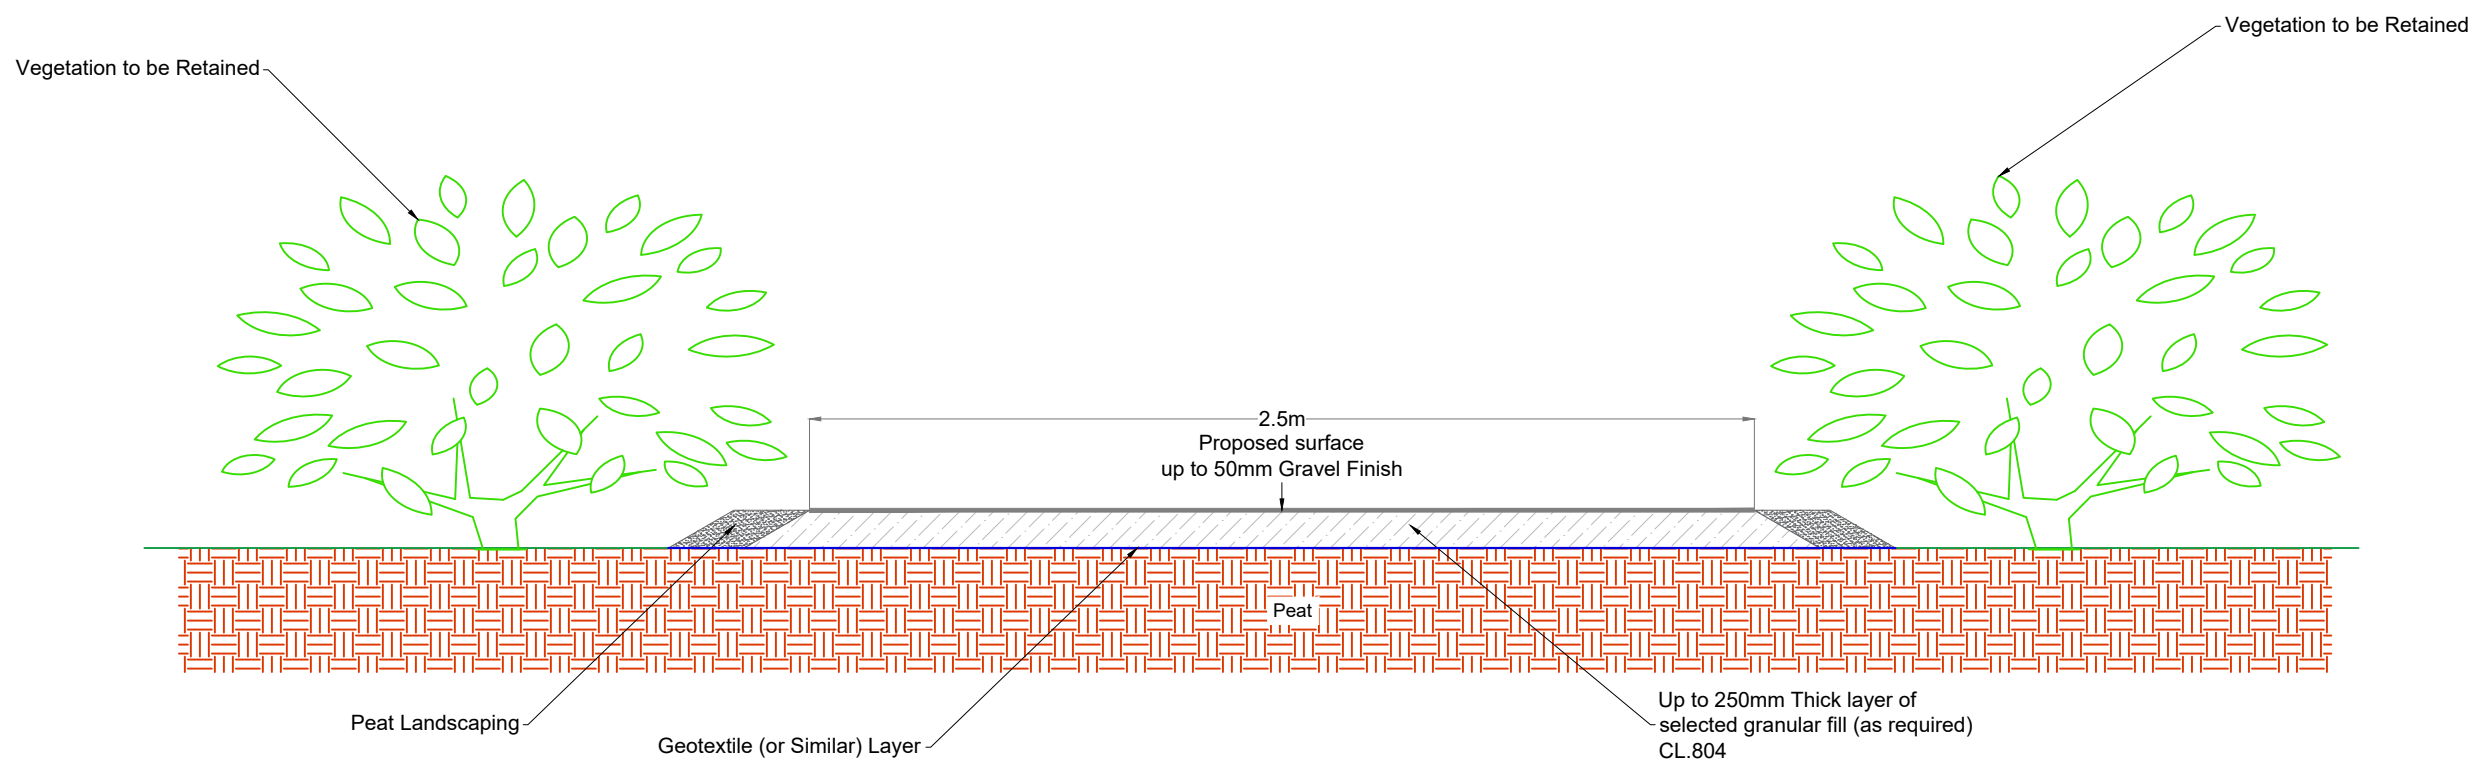 Vegetation to be Retained
Vegetation to be Retained
2.5m
Proposed surface
up to 50mm Gravel Finish
Peat
Peat Landscaping
Geotextile (or Similar) Layer
Up to 250mm Thick layer of
selected granular fill (as required)
CL.804